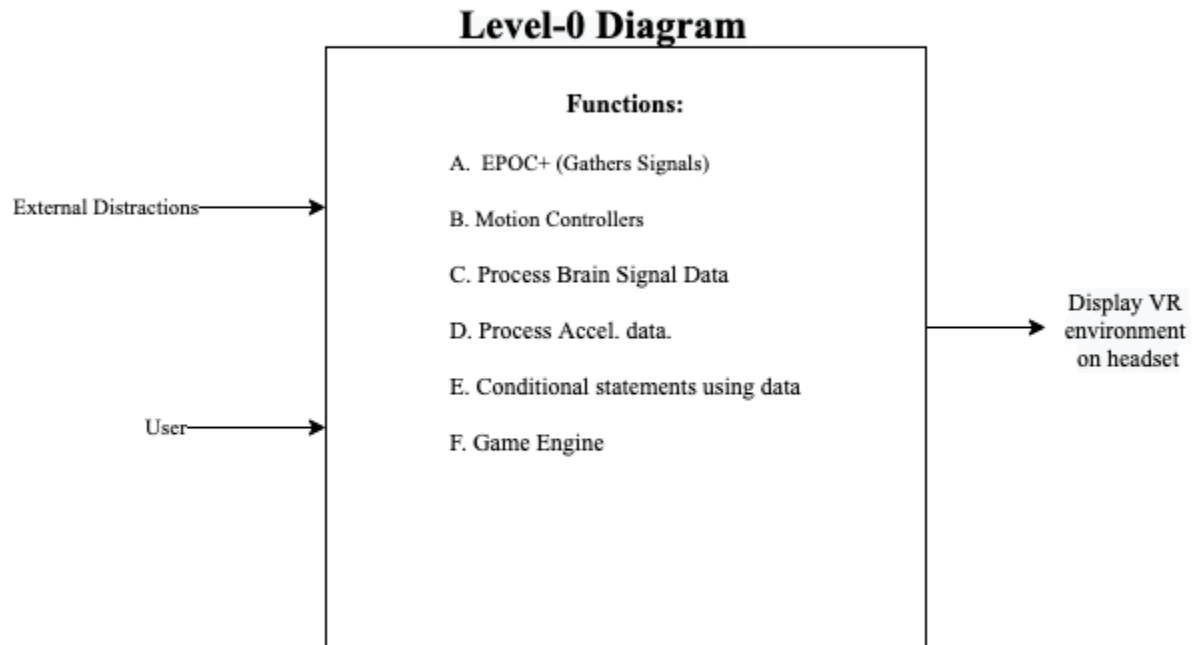 Level-0 Diagram
Functions:
A. EPOC+ (Gathers Signals)
External Distractions
B. Motion Controllers
C. Process Brain Signal Data
D. Process Accel. data.
E. Conditional statements using data
F. Game Engine
User
Display VR
environment
on headset